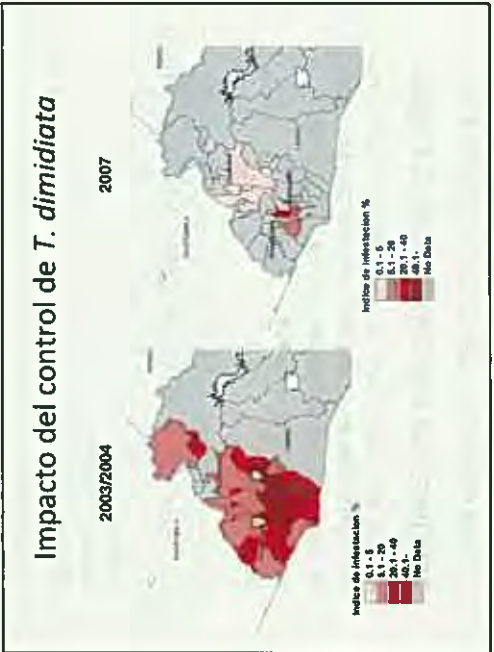 Impacto del control de T. dimidiata
2003/2004
2007
Indice de infestacion %
0.1 - 5
5.1 - 20
20.1 - 40
40.1-
No Data
Indice de infestacion %
0.1 - 5
5.1 - 20
20.1 - 40
40.1-
No Data